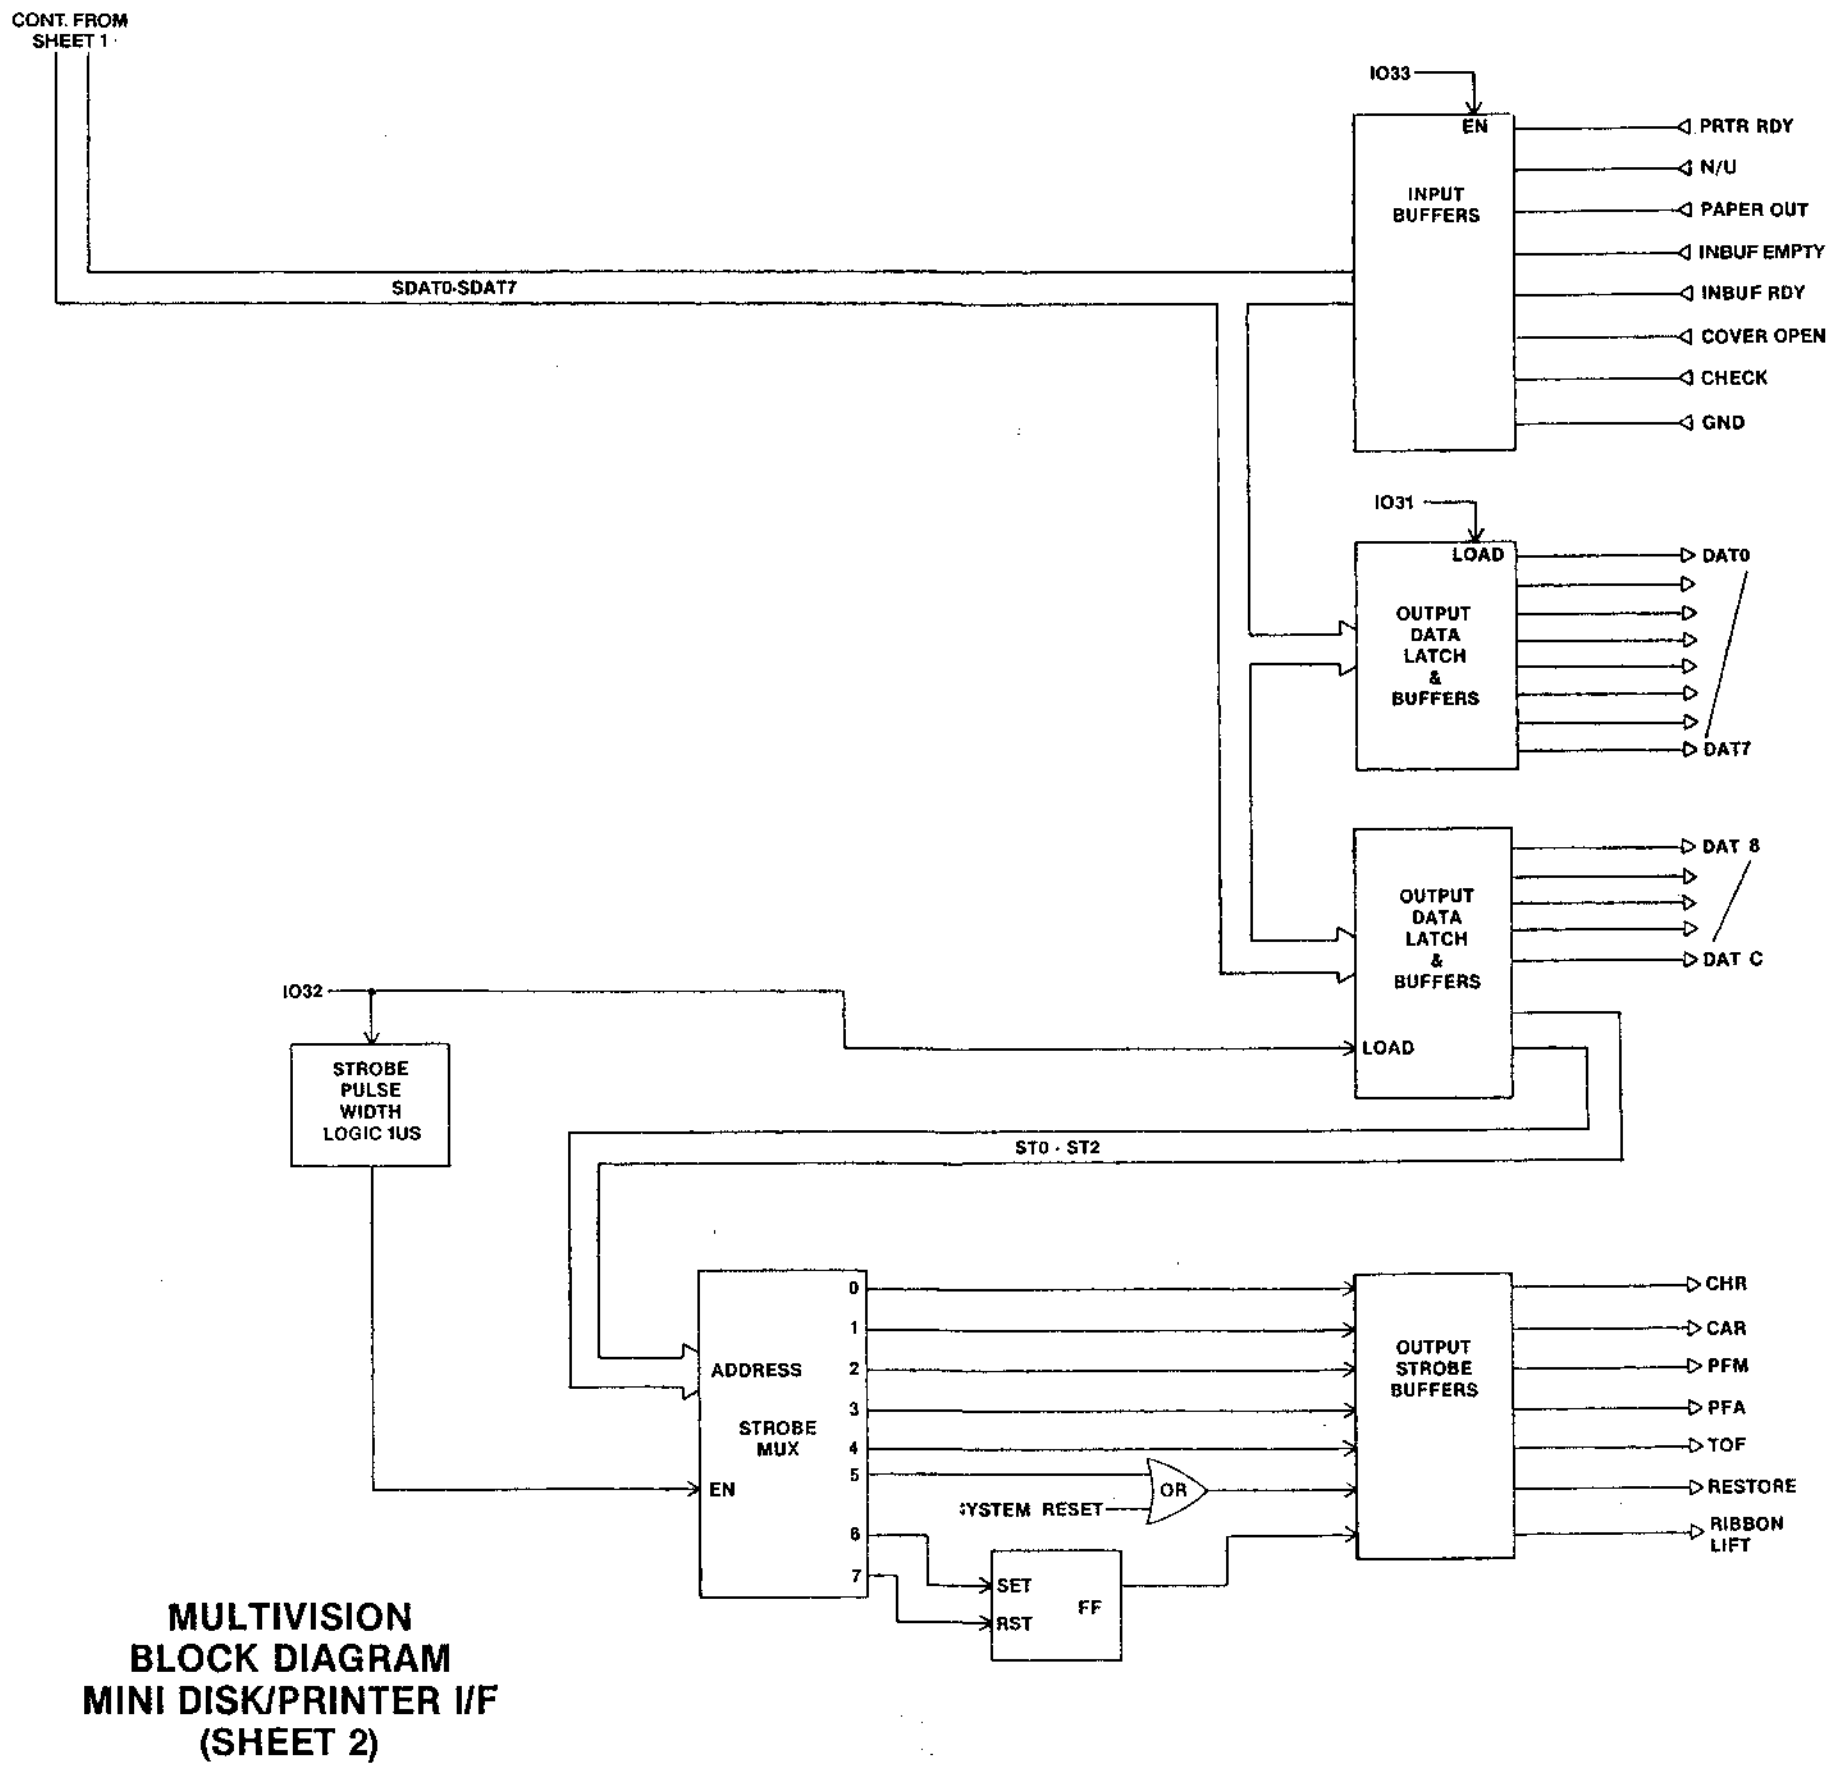 CONT. FROM
SHEET 1
IO33
EN
INPUT
BUFFERS
PRTR RDY
N/U
PAPER OUT
INBUF EMPTY
INBUF RDY
COVER OPEN
CHECK
GND
SDAT0-SDAT7
IO31
LOAD
OUTPUT
DATA
LATCH
&
BUFFERS
DAT0
DAT7
OUTPUT
DATA
LATCH
&
BUFFERS
LOAD
DAT 8
DAT C
IO32
STROBE
PULSE
WIDTH
LOGIC 1US
ST0 - ST2
ADDRESS
STROBE
MUX
EN
0
1
2
3
4
5
6
7
SYSTEM RESET
OR
SET
RST
FF
OUTPUT
STROBE
BUFFERS
CHR
CAR
PFM
PFA
TOF
RESTORE
RIBBON
LIFT
MULTIVISION
BLOCK DIAGRAM
MINI DISK/PRINTER I/F
(SHEET 2)